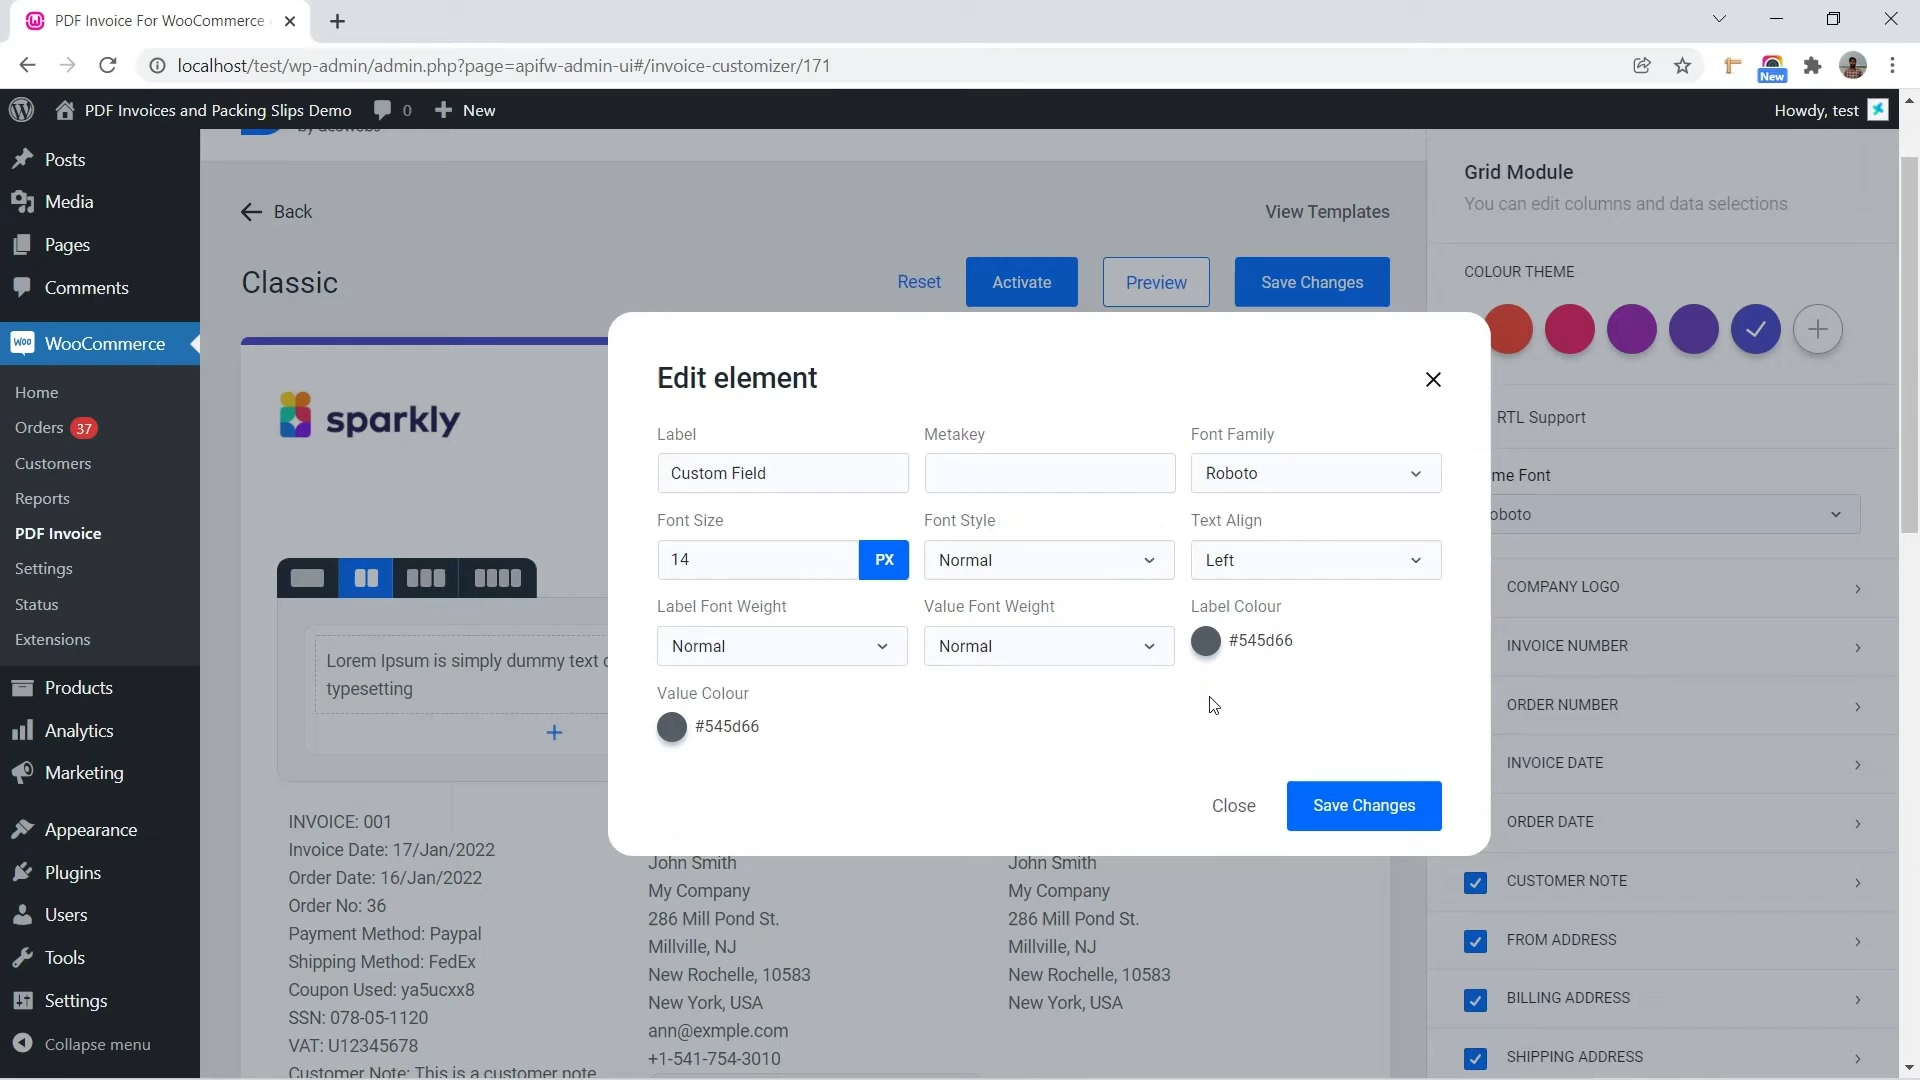 PDF Invoice For WooCommerce
localhost/test/wp-admin/admin.php?page=apifw-admin-ui#/invoice-customizer/171
New
PDF Invoices and Packing Slips Demo
0
New
Howdy, test
Posts
Media
Pages
Comments
WooCommerce
Home
Orders 37
Customers
Reports
PDF Invoice
Settings
Status
Extensions
Products
Analytics
Marketing
Appearance
Plugins
Users
Tools
Settings
Collapse menu
Back
View Templates
Classic
Reset
Activate
Preview
Save Changes
sparkly
Lorem Ipsum is simply dummy text
typesetting
INVOICE: 001
Invoice Date: 17/Jan/2022
Order Date: 16/Jan/2022
Order No: 36
Payment Method: Paypal
Shipping Method: FedEx
Coupon Used: ya5ucxx8
SSN: 078-05-1120
VAT: U12345678
Customer Note: This is a customer note
John Smith
My Company
286 Mill Pond St.
Millville, NJ
New Rochelle, 10583
New York, USA
ann@exmple.com
+1-541-754-3010
John Smith
My Company
286 Mill Pond St.
Millville, NJ
New Rochelle, 10583
New York, USA
Edit element
Label
Metakey
Font Family
Custom Field
Roboto
Font Size
Font Style
Text Align
14
PX
Normal
Left
Label Font Weight
Value Font Weight
Label Colour
Normal
Normal
#545d66
Value Colour
#545d66
Close
Save Changes
Grid Module
You can edit columns and data selections
COLOUR THEME
RTL Support
me Font
oboto
COMPANY LOGO
INVOICE NUMBER
ORDER NUMBER
INVOICE DATE
ORDER DATE
CUSTOMER NOTE
FROM ADDRESS
BILLING ADDRESS
SHIPPING ADDRESS